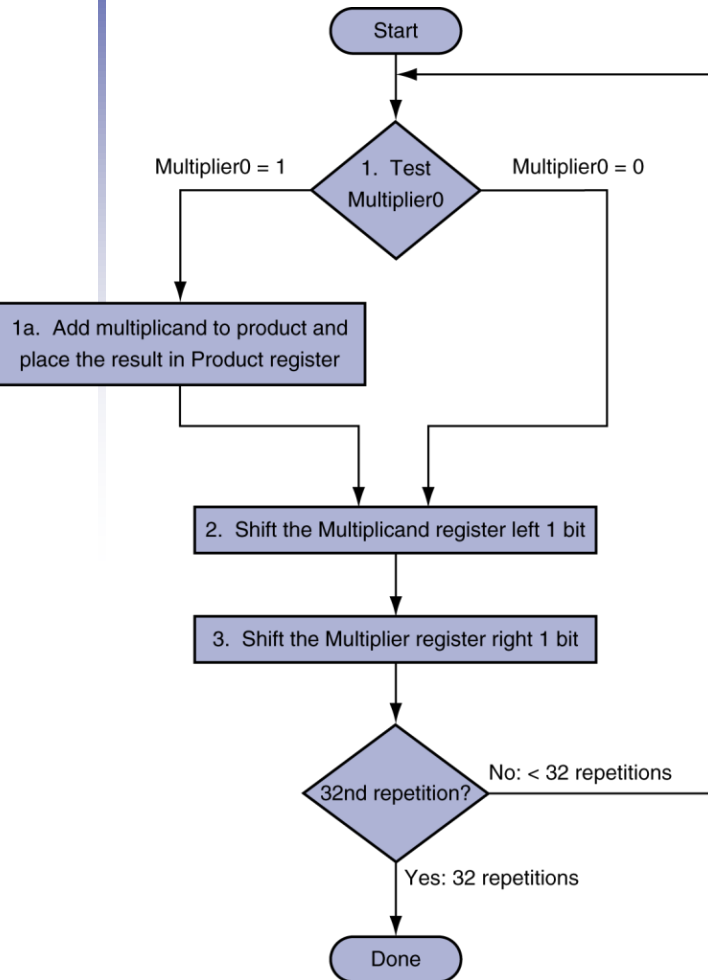 Start
Multiplier0 = 1
1. Test
Multiplier0
Multiplier0 = 0
1a. Add multiplicand to product and
place the result in Product register
2. Shift the Multiplicand register left 1 bit
3. Shift the Multiplier register right 1 bit
32nd repetition?
No: < 32 repetitions
Yes: 32 repetitions
Done